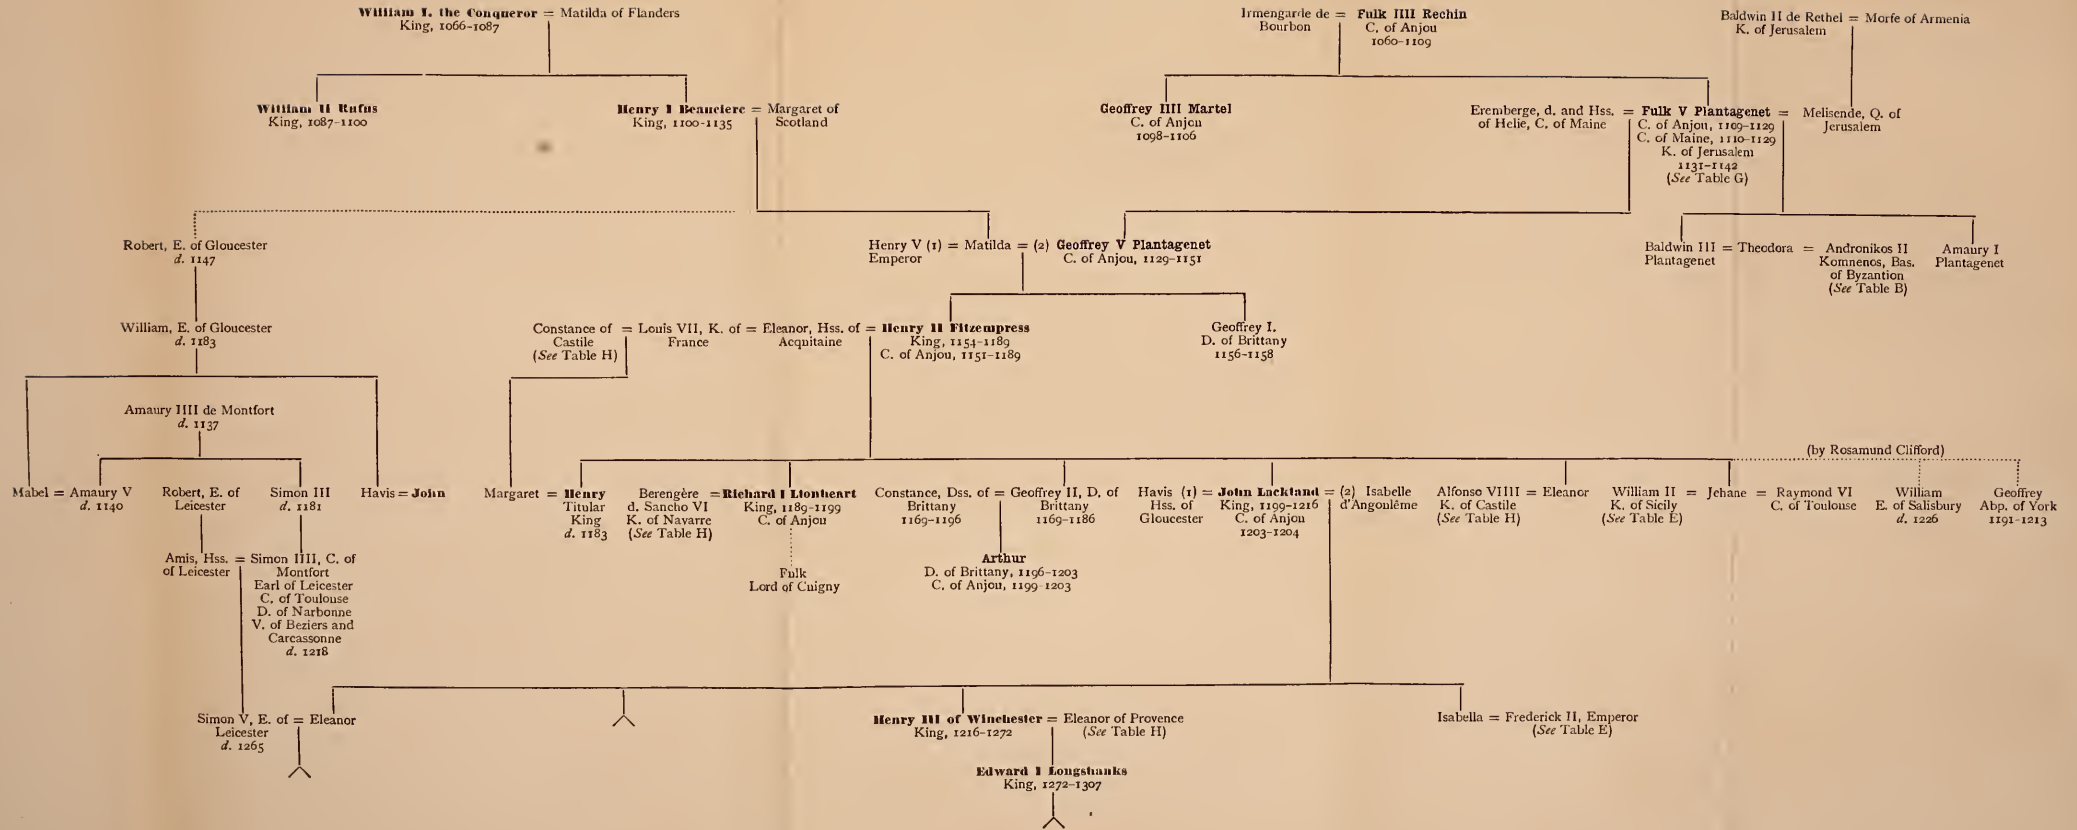 William I. the Conqueror = Matilda of Flanders
King, 1066-1087
Irmengarde de = Fulk IIII Rechin
Bourbon C. of Anjou
1060-1109
Baldwin II de Rethel = Morfe of Armenia
K. of Jerusalem
William II Rufus
King, 1087-1100
Henry I Beauclerc = Margaret of
King, 1100-1135 Scotland
Geoffrey IIII Martel
C. of Anjou
1098-1106
Eremberge, d. and Hss. = Fulk V Plantagenet = Melisende, Q. of
of Helie, C. of Maine C. of Anjou, 1109-1129 Jerusalem
C. of Maine, 1110-1129
K. of Jerusalem
1131-1142
(See Table G)
Robert, E. of Gloucester
d. 1147
Henry V (1) = Matilda = (2) Geoffrey V Plantagenet
Emperor C. of Anjou, 1129-1151
Baldwin III = Theodora = Andronikos II
Plantagenet Komnenos, Bas.
of Byzantion
(See Table B)
Amaury I
Plantagenet
William, E. of Gloucester
d. 1183
Constance of = Louis VII, K. of = Eleanor, Hss. of = Henry II Fitzempress
Castile France Acquitaine King, 1154-1189
(See Table H) C. of Anjou, 1151-1189
Geoffrey I.
D. of Brittany
1156-1158
Amaury IIII de Montfort
d. 1137
(by Rosamund Clifford)
Mabel = Amaury V
d. 1140
Robert, E. of
Leicester
Simon III
d. 1181
Havis = John
Margaret = Henry
Titular
King
d. 1183
Berengère = Richard I Lionheart
d. Sancho VI King, 1189-1199
K. of Navarre C. of Anjou
(See Table H)
Constance, Dss. of = Geoffrey II, D. of
Brittany Brittany
1169-1196 1169-1186
Havis (1) = John Lackland = (2) Isabelle
Hss. of King, 1199-1216 d'Angoulême
Gloucester C. of Anjou
1203-1204
Alfonso VIIII = Eleanor
K. of Castile
(See Table H)
William II = Jehane = Raymond VI
K. of Sicily C. of Toulouse
(See Table E)
William
E. of Salisbury
d. 1226
Geoffrey
Abp. of York
1191-1213
Amis, Hss. = Simon IIII, C. of
of Leicester Montfort
Earl of Leicester
C. of Toulouse
D. of Narbonne
V. of Beziers and
Carcassonne
d. 1218
Fulk
Lord of Cuigny
Arthur
D. of Brittany, 1196-1203
C. of Anjou, 1199-1203
Simon V, E. of = Eleanor
Leicester
d. 1265
Henry III of Winchester = Eleanor of Provence
King, 1216-1272 (See Table H)
Isabella = Frederick II, Emperor
(See Table E)
Edward I Longshanks
King, 1272-1307